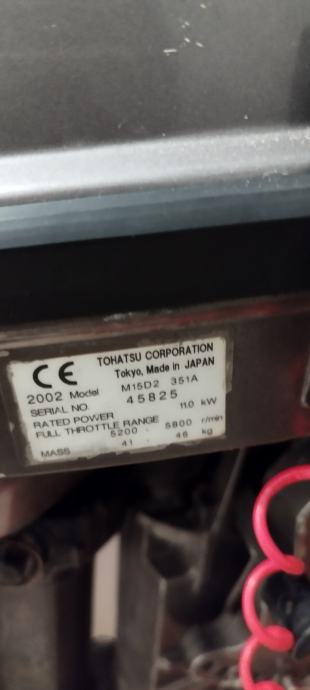 CE
TOHATSU CORPORATION
Tokyo, Made in JAPAN
2002 Model M15D2 351A
SERIAL NO. 45825
RATED POWER 11.0 kW
FULL THROTTLE RANGE
5200 - 5800 r/min
MASS 41 - 46 kg